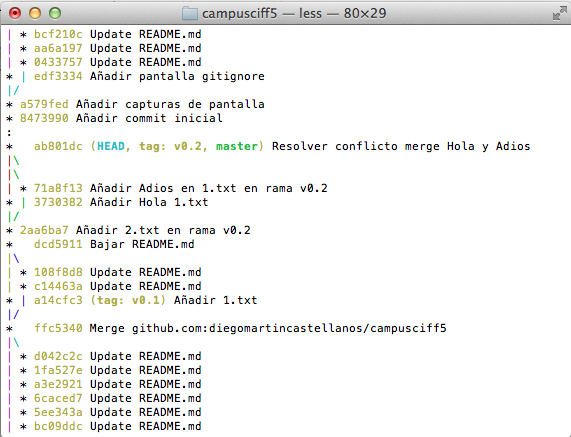 campusciff5 — less — 80×29
| * bcf210c Update README.md
| * aa6a197 Update README.md
| * 0433757 Update README.md
* | edf3334 Añadir pantalla gitignore
|/
* a579fed Añadir capturas de pantalla
* 8473990 Añadir commit inicial
:
*   ab801dc (HEAD, tag: v0.2, master) Resolver conflicto merge Hola y Adios
|\
|\
| * 71a8f13 Añadir Adios en 1.txt en rama v0.2
* | 3730382 Añadir Hola 1.txt
|/
* 2aa6ba7 Añadir 2.txt en rama v0.2
*   dcd5911 Bajar README.md
|\
| * 108f8d8 Update README.md
| * c14463a Update README.md
* | a14cfc3 (tag: v0.1) Añadir 1.txt
|/
*   ffc5340 Merge github.com:diegomartincastellanos/campusciff5
|\
| * d042c2c Update README.md
| * 1fa527e Update README.md
| * a3e2921 Update README.md
| * 6caced7 Update README.md
| * 5ee343a Update README.md
| * bc09ddc Update README.md